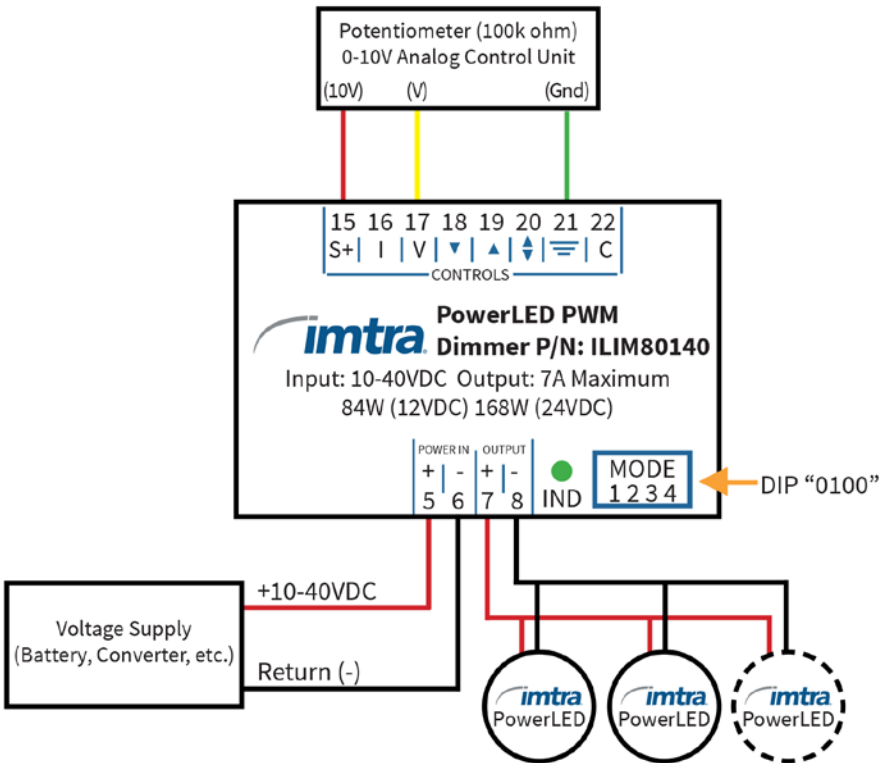 Potentiometer (100k ohm)
0-10V Analog Control Unit
(10V) (V) (Gnd)
15 16 17 18 19 20 21 22
S+ I V ▼ ▲ C
CONTROLS
imtra
PowerLED PWM
Dimmer P/N: ILIM80140
Input: 10-40VDC Output: 7A Maximum
84W (12VDC) 168W (24VDC)
POWER IN OUTPUT
+ - + -
5 6 7 8
IND
MODE
1 2 3 4
DIP “0100”
+10-40VDC
Voltage Supply
(Battery, Converter, etc.)
Return (-)
imtra
PowerLED
imtra
PowerLED
imtra
PowerLED